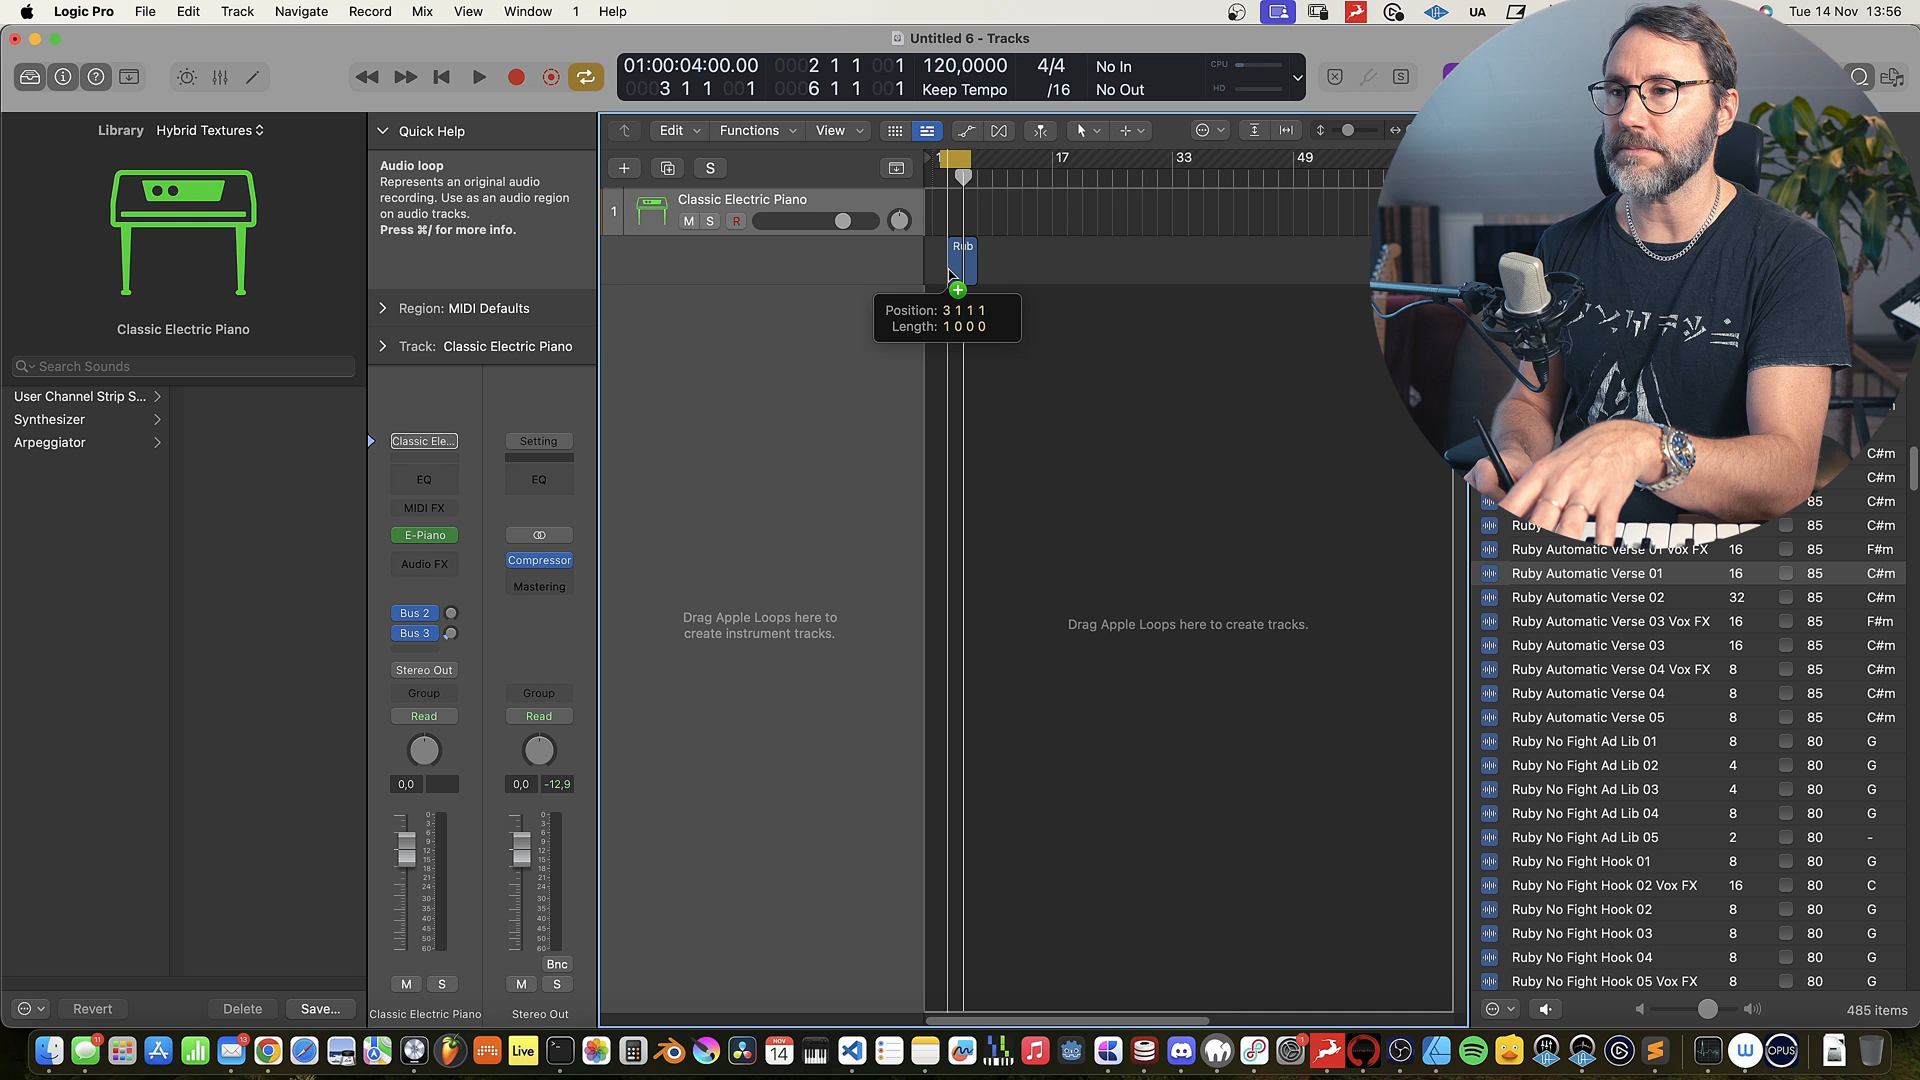 Logic Pro File Edit Track Navigate Record Mix View Window 1 Help
UA
Tue 14 Nov 13:56
Untitled 6 - Tracks
01:00:04:00.00
0003 1 1 001
0002 1 1 001
0006 1 1 001
120,0000
Keep Tempo
4/4
/16
No In
No Out
CPU
HD
Library Hybrid Textures
Classic Electric Piano
Search Sounds
User Channel Strip S...
Synthesizer
Arpeggiator
Revert
Delete
Save...
Quick Help
Audio loop
Represents an original audio
recording. Use as an audio region
on audio tracks.
Press ⌘/ for more info.
Region: MIDI Defaults
Track: Classic Electric Piano
Classic Ele...
Setting
EQ
EQ
MIDI FX
E-Piano
Audio FX
Compressor
Mastering
Bus 2
Bus 3
Stereo Out
Group
Group
Read
Read
0,0
0,0 -12,9
Bnc
M S
M S
Classic Electric Piano
Stereo Out
Edit Functions View
S
1 17 33 49
1
Classic Electric Piano
M S R
Rub
Position: 3 1 1 1
Length: 1 0 0 0
Drag Apple Loops here to
create instrument tracks.
Drag Apple Loops here to create tracks.
C#m
C#m
85 C#m
Ruby 85 C#m
Ruby Automatic Verse 01 Vox FX 16 85 F#m
Ruby Automatic Verse 01 16 85 C#m
Ruby Automatic Verse 02 32 85 C#m
Ruby Automatic Verse 03 Vox FX 16 85 F#m
Ruby Automatic Verse 03 16 85 C#m
Ruby Automatic Verse 04 Vox FX 8 85 C#m
Ruby Automatic Verse 04 8 85 C#m
Ruby Automatic Verse 05 8 85 C#m
Ruby No Fight Ad Lib 01 8 80 G
Ruby No Fight Ad Lib 02 4 80 G
Ruby No Fight Ad Lib 03 4 80 G
Ruby No Fight Ad Lib 04 8 80 G
Ruby No Fight Ad Lib 05 2 80 -
Ruby No Fight Hook 01 8 80 G
Ruby No Fight Hook 02 Vox FX 16 80 C
Ruby No Fight Hook 02 8 80 G
Ruby No Fight Hook 03 8 80 G
Ruby No Fight Hook 04 8 80 G
Ruby No Fight Hook 05 Vox FX 8 80 G
485 items
NOV
14
Live
OPUS